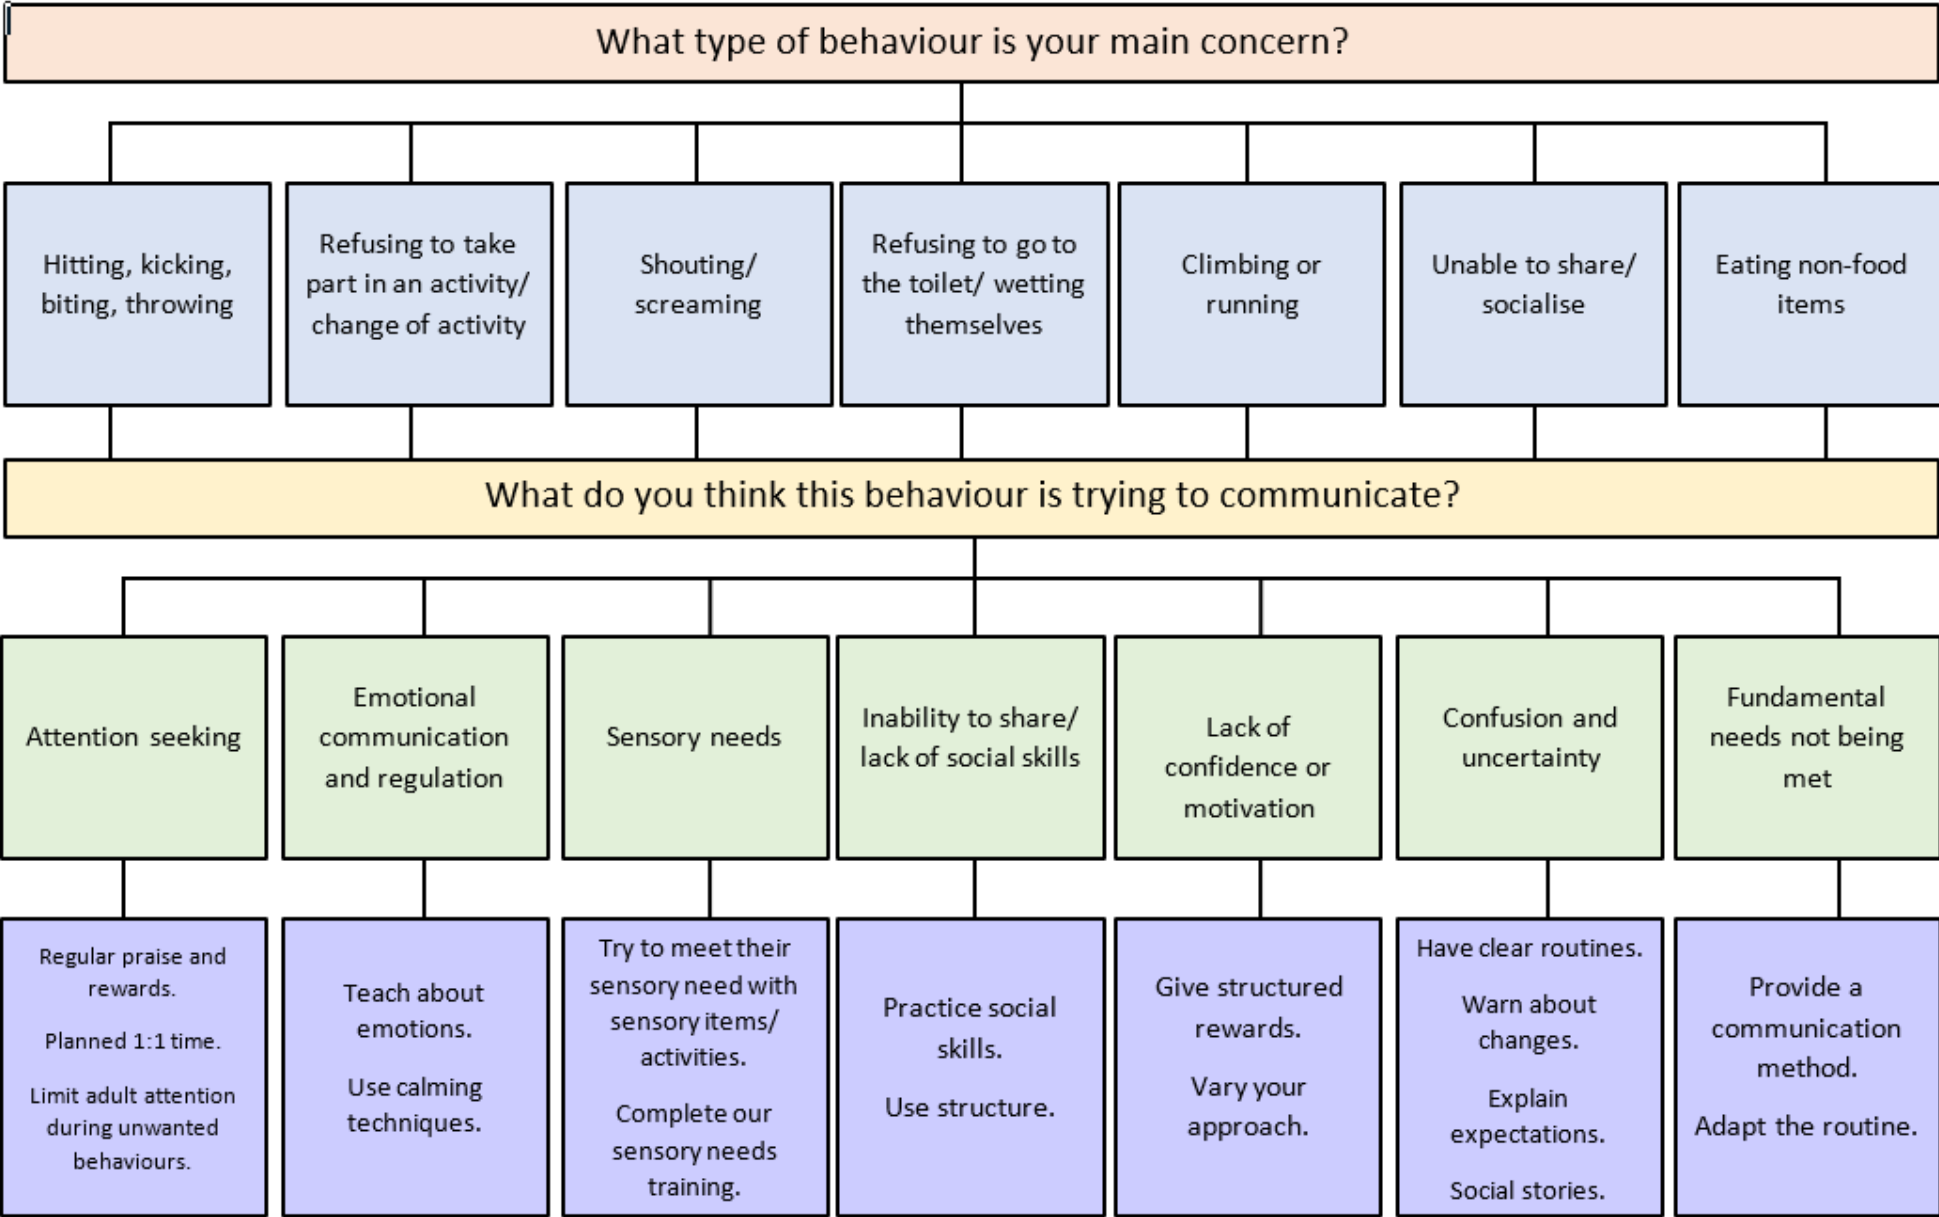 What type of behaviour is your main concern?
Hitting, kicking,
biting, throwing
Refusing to take
part in an activity/
change of activity
Shouting/
screaming
Refusing to go to
the toilet/ wetting
themselves
Climbing or
running
Unable to share/
socialise
Eating non-food
items
What do you think this behaviour is trying to communicate?
Attention seeking
Emotional
communication
and regulation
Sensory needs
Inability to share/
lack of social skills
Lack of
confidence or
motivation
Confusion and
uncertainty
Fundamental
needs not being
met
Regular praise and
rewards.
Planned 1:1 time.
Limit adult attention
during unwanted
behaviours.
Teach about
emotions.
Use calming
techniques.
Try to meet their
sensory need with
sensory items/
activities.
Complete our
sensory needs
training.
Practice social
skills.
Use structure.
Give structured
rewards.
Vary your
approach.
Have clear routines.
Warn about
changes.
Explain
expectations.
Social stories.
Provide a
communication
method.
Adapt the routine.